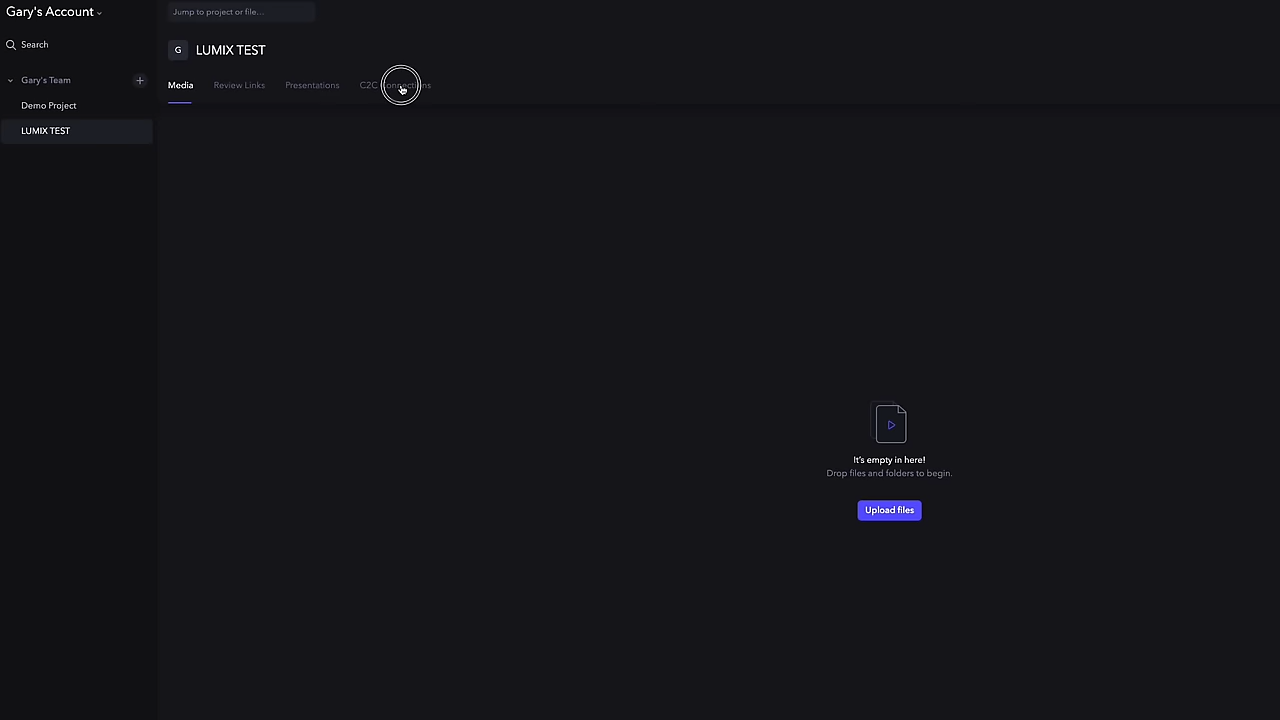 Gary's Account
Jump to project or file...
Search
G LUMIX TEST
Gary's Team
Media Review Links Presentations C2C Connections
Demo Project
LUMIX TEST
It's empty in here!
Drop files and folders to begin.
Upload files